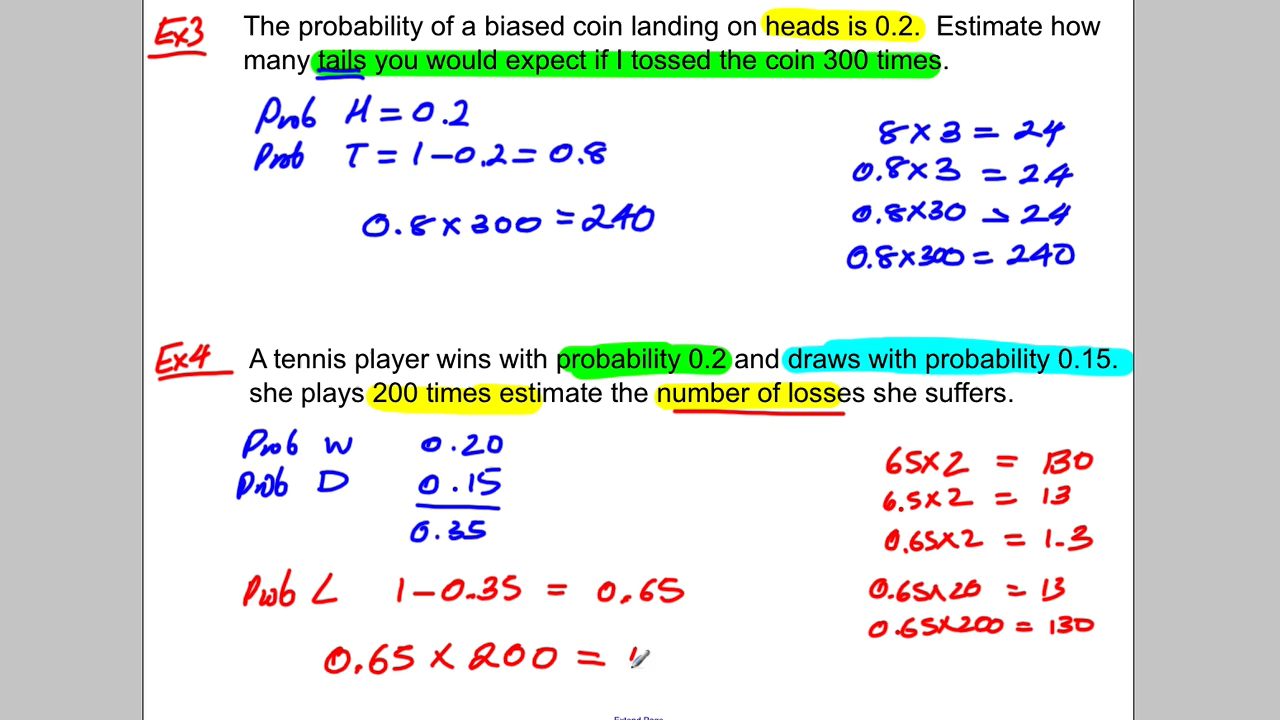 Ex3 The probability of a biased coin landing on heads is 0.2. Estimate how
many tails you would expect if I tossed the coin 300 times.
Prob H = 0.2
Prob T = 1 - 0.2 = 0.8
0.8 x 300 = 240
8 x 3 = 24
0.8 x 3 = 24
0.8 x 30 = 24
0.8 x 300 = 240
Ex4 A tennis player wins with probability 0.2 and draws with probability 0.15.
she plays 200 times estimate the number of losses she suffers.
Prob W 0.20
Prob D 0.15
0.35
Prob L 1 - 0.35 = 0.65
0.65 x 200 =
65 x 2 = 130
6.5 x 2 = 13
0.65 x 2 = 1.3
0.65 x 20 = 13
0.65 x 200 = 130
Extend Page